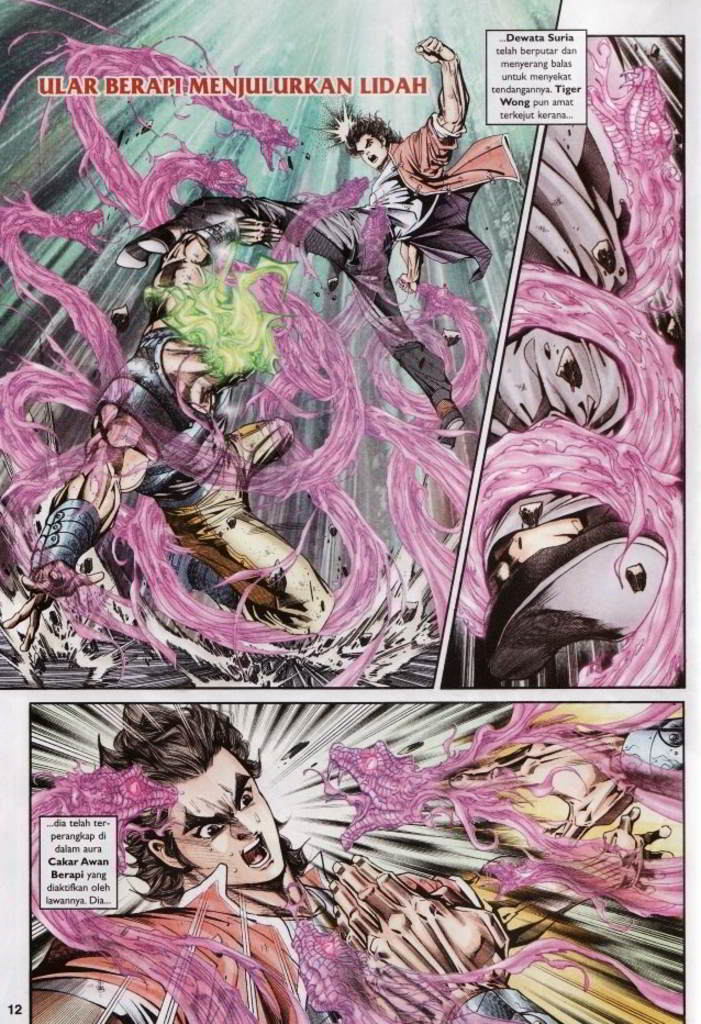 ULAR BERAPI MENJULURKAN LIDAH
...Dewata Suria
telah berputar dan
menyerang balas
untuk menyekat
tendangannya. Tiger
Wong pun amat
terkejut kerana...
...dia telah ter-
perangkap di
dalam aura
Cakar Awan
Berapi yang
diaktifkan oleh
lawannya. Dia...
12